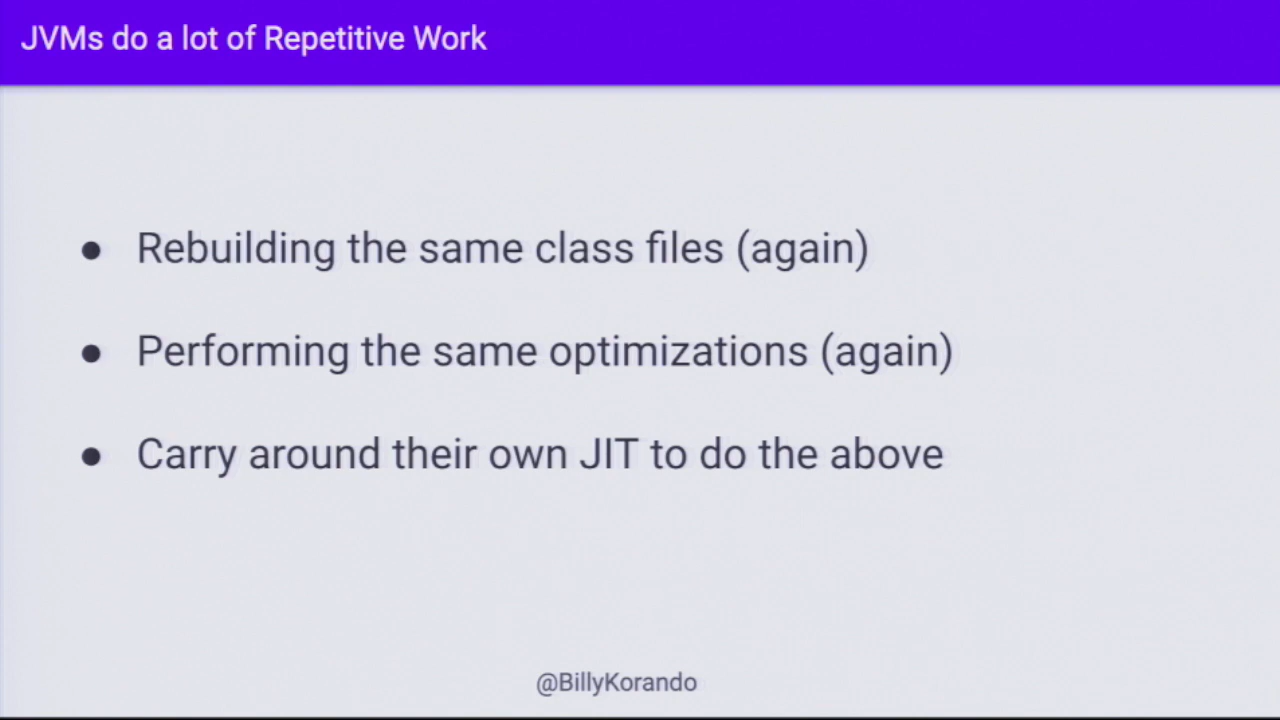 JVMs do a lot of Repetitive Work
● Rebuilding the same class files (again)
● Performing the same optimizations (again)
● Carry around their own JIT to do the above
@BillyKorando